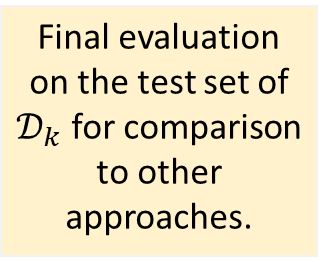 Final evaluation
on the test set of
𝒟ₖ for comparison
to other
approaches.